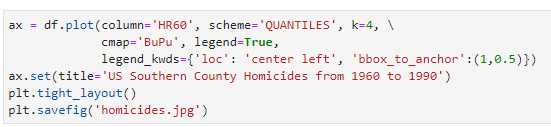 ax = df.plot(column='HR60', scheme='QUANTILES', k=4, \
             cmap='BuPu', legend=True,
             legend_kwds={'loc': 'center left', 'bbox_to_anchor':(1,0.5)})
ax.set(title='US Southern County Homicides from 1960 to 1990')
plt.tight_layout()
plt.savefig('homicides.jpg')